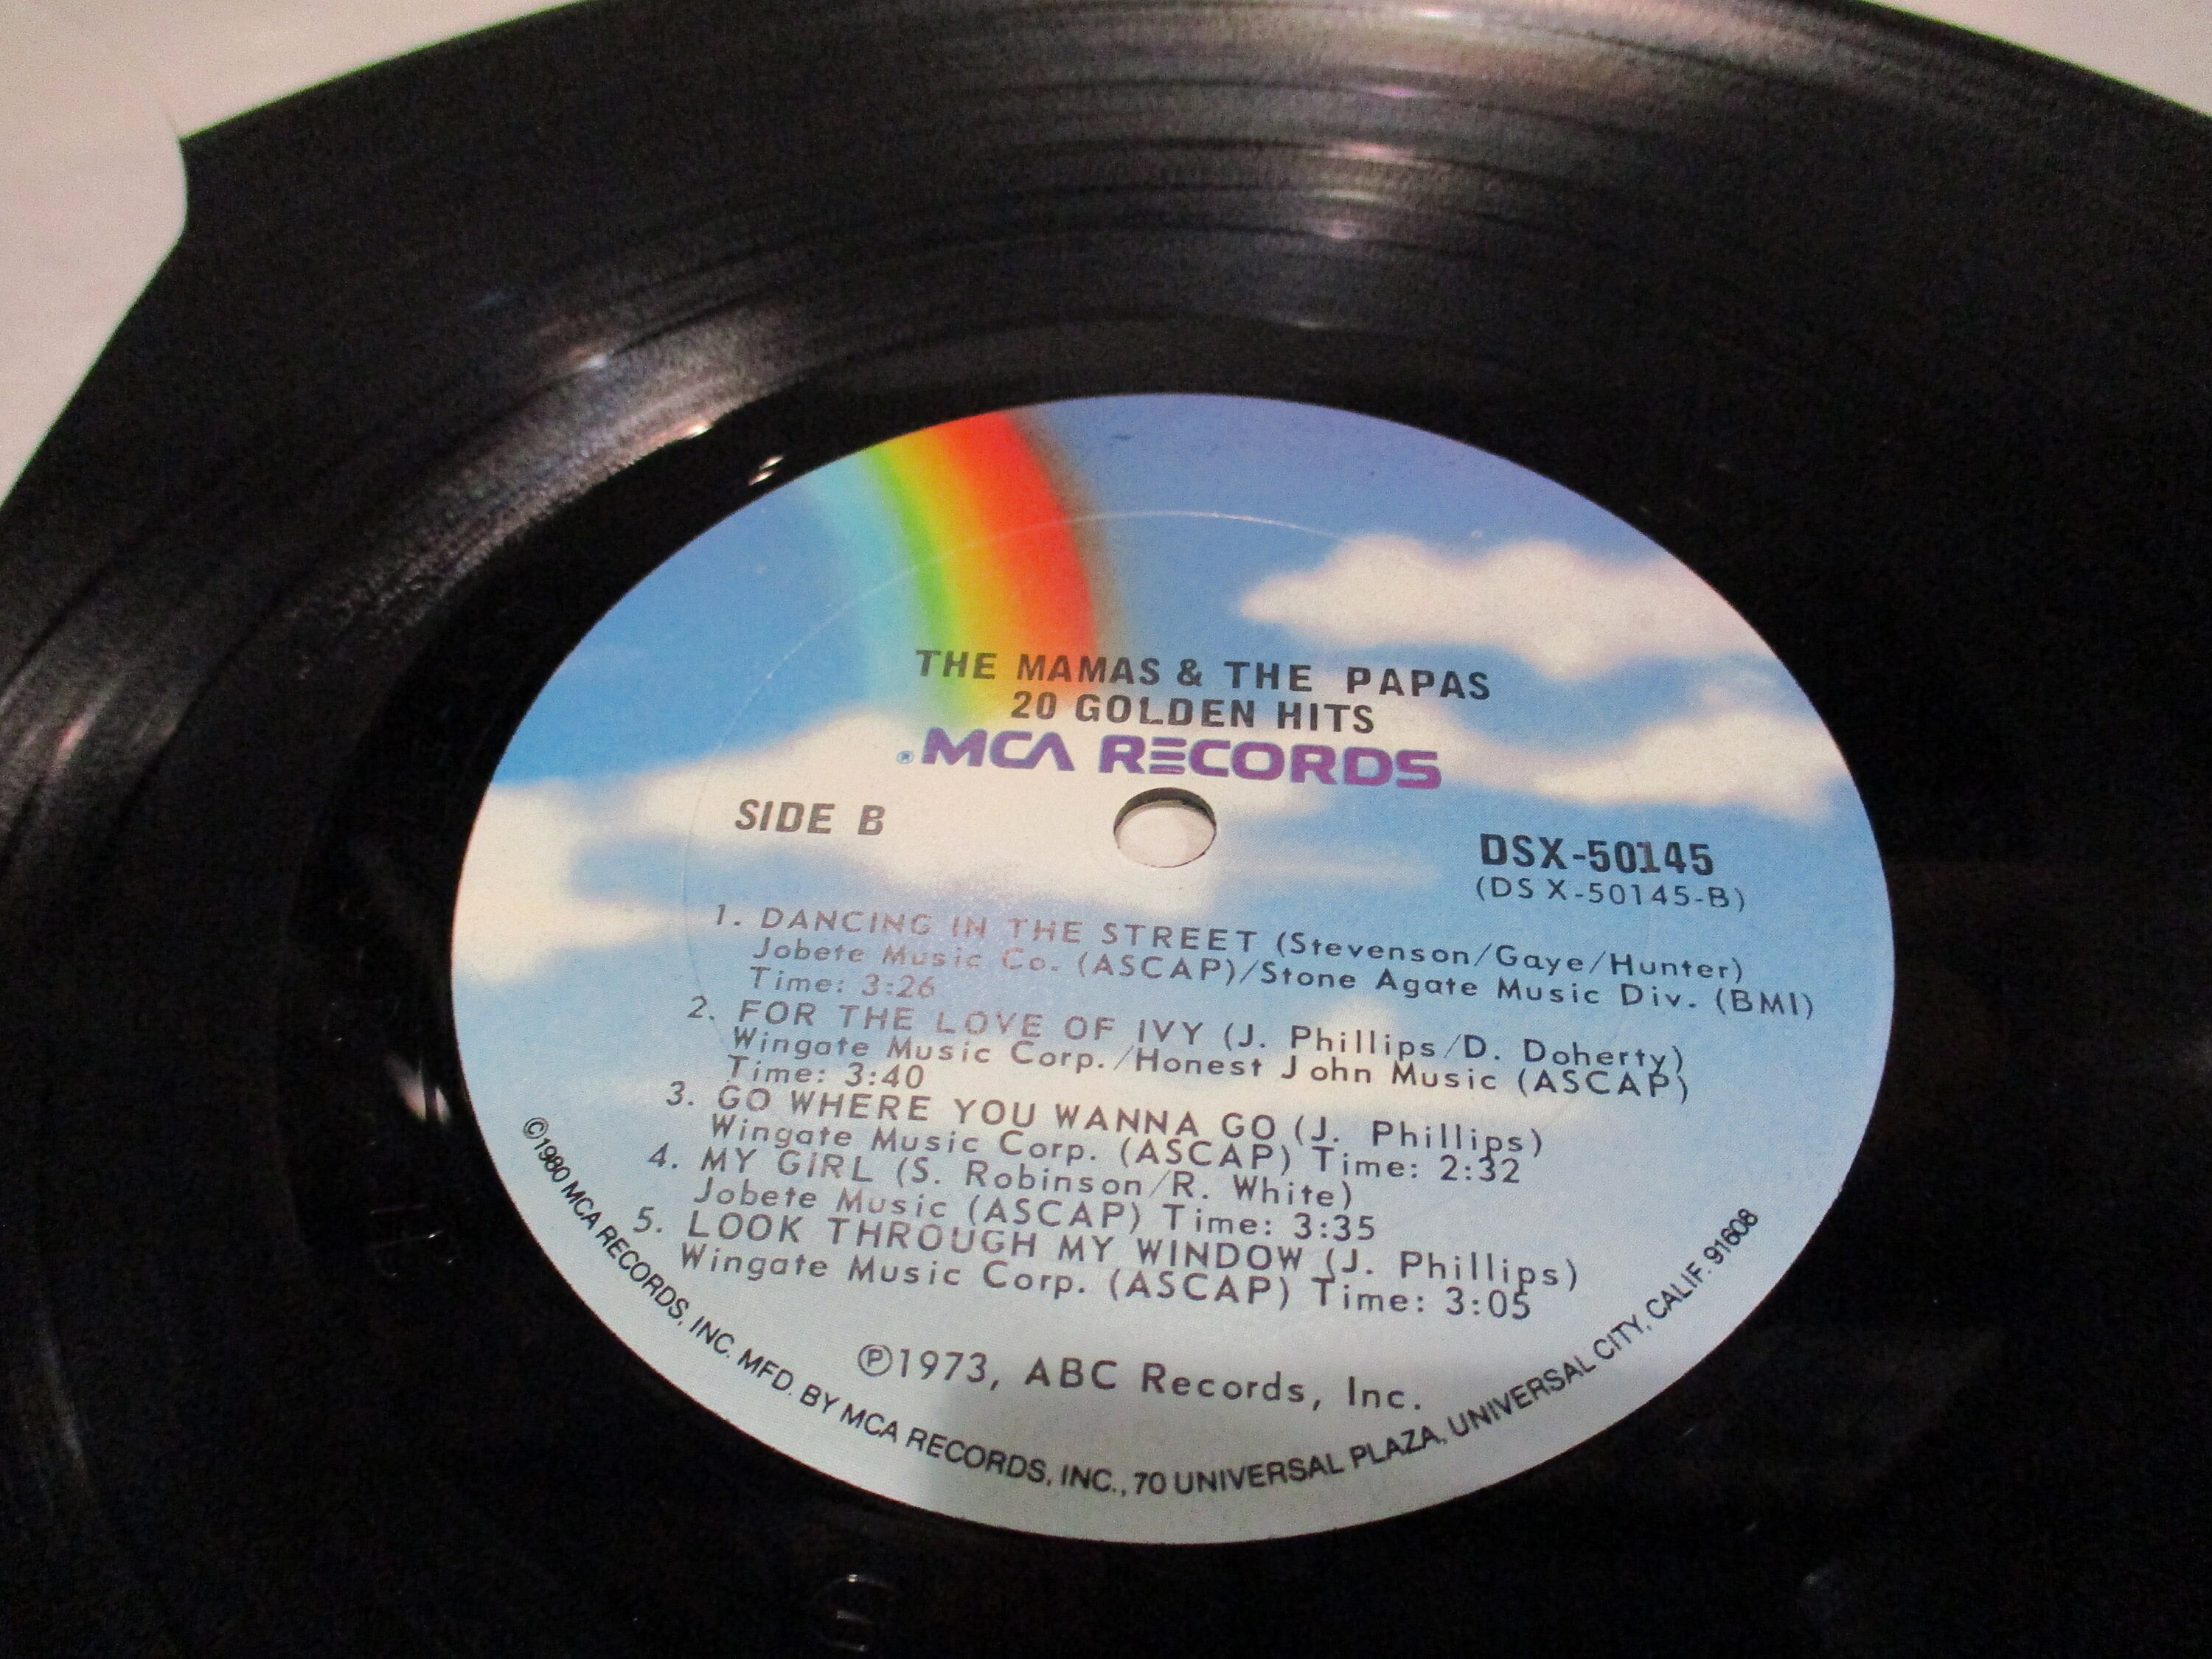 THE MAMAS & THE PAPAS
20 GOLDEN HITS
® MCA RECORDS
SIDE B
DSX-50145
(DSX-50145-B)
1. DANCING IN THE STREET (Stevenson/Gaye/Hunter)
Jobete Music Co. (ASCAP)/Stone Agate Music Div. (BMI)
Time: 3:26
2. FOR THE LOVE OF IVY (J. Phillips/D. Doherty)
Wingate Music Corp./Honest John Music (ASCAP)
Time: 3:40
3. GO WHERE YOU WANNA GO (J. Phillips)
Wingate Music Corp. (ASCAP) Time: 2:32
4. MY GIRL (S. Robinson/R. White)
Jobete Music (ASCAP) Time: 3:35
5. LOOK THROUGH MY WINDOW (J. Phillips)
Wingate Music Corp. (ASCAP) Time: 3:05
℗1973, ABC Records, Inc.
©1980 MCA RECORDS, INC. MFD. BY MCA RECORDS, INC., 70 UNIVERSAL PLAZA, UNIVERSAL CITY, CALIF. 91608